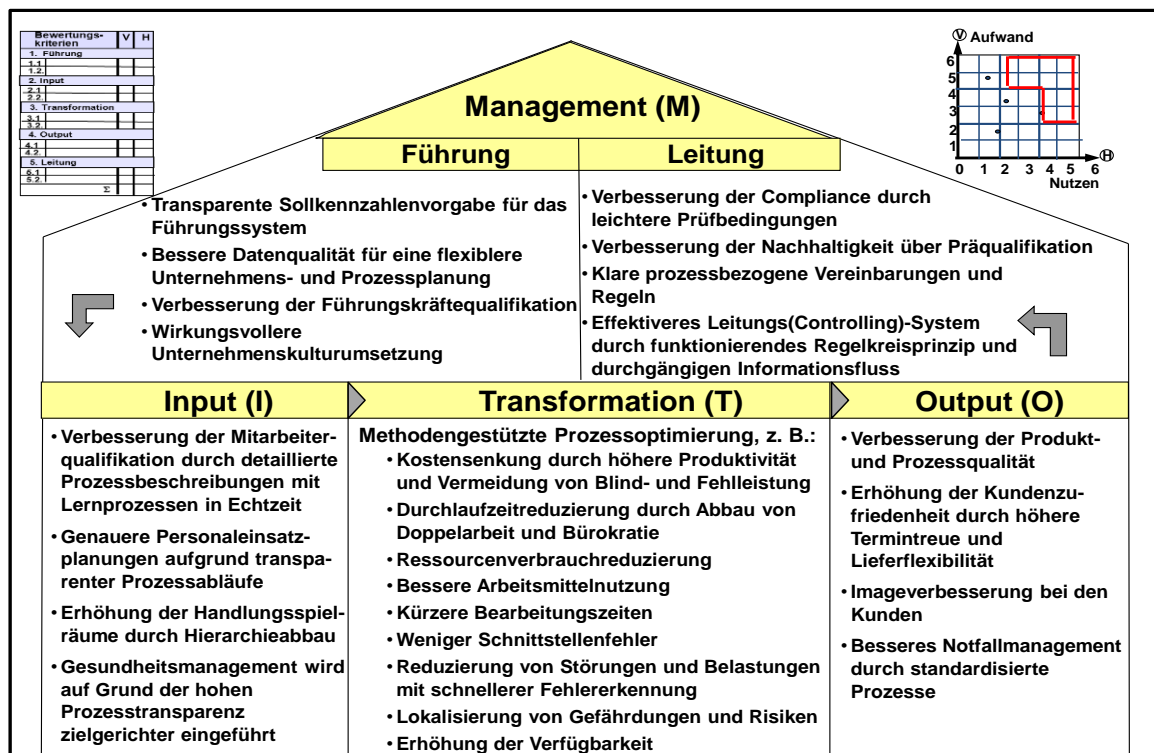 Bewertungs-
kriterien V H
1. Führung
1.1
1.2.
2. Input
2.1
2.2.
3. Transformation
3.1
3.2.
4. Output
4.1
4.2.
5. Leitung
5.1
5.2.
Σ
V Aufwand
6
5
4
3
2
1
0 1 2 3 4 5 6
H
Nutzen
Management (M)
Führung
Leitung
• Transparente Sollkennzahlenvorgabe für das
Führungssystem
• Bessere Datenqualität für eine flexiblere
Unternehmens- und Prozessplanung
• Verbesserung der Führungskräftequalifikation
• Wirkungsvollere
Unternehmenskulturumsetzung
• Verbesserung der Compliance durch
leichtere Prüfbedingungen
• Verbesserung der Nachhaltigkeit über Präqualifikation
• Klare prozessbezogene Vereinbarungen und
Regeln
• Effektiveres Leitungs(Controlling)-System
durch funktionierendes Regelkreisprinzip und
durchgängigen Informationsfluss
Input (I)
• Verbesserung der Mitarbeiter-
qualifikation durch detaillierte
Prozessbeschreibungen mit
Lernprozessen in Echtzeit
• Genauere Personaleinsatz-
planungen aufgrund transpa-
renter Prozessabläufe
• Erhöhung der Handlungsspiel-
räume durch Hierarchieabbau
• Gesundheitsmanagement wird
auf Grund der hohen
Prozesstransparenz
zielgerichter eingeführt
Transformation (T)
Methodengestützte Prozessoptimierung, z. B.:
• Kostensenkung durch höhere Produktivität
und Vermeidung von Blind- und Fehlleistung
• Durchlaufzeitreduzierung durch Abbau von
Doppelarbeit und Bürokratie
• Ressourcenverbrauchreduzierung
• Bessere Arbeitsmittelnutzung
• Kürzere Bearbeitungszeiten
• Weniger Schnittstellenfehler
• Reduzierung von Störungen und Belastungen
mit schnellerer Fehlererkennung
• Lokalisierung von Gefährdungen und Risiken
• Erhöhung der Verfügbarkeit
Output (O)
• Verbesserung der Produkt-
und Prozessqualität
• Erhöhung der Kundenzu-
friedenheit durch höhere
Termintreue und
Lieferflexibilität
• Imageverbesserung bei den
Kunden
• Besseres Notfallmanagement
durch standardisierte
Prozesse